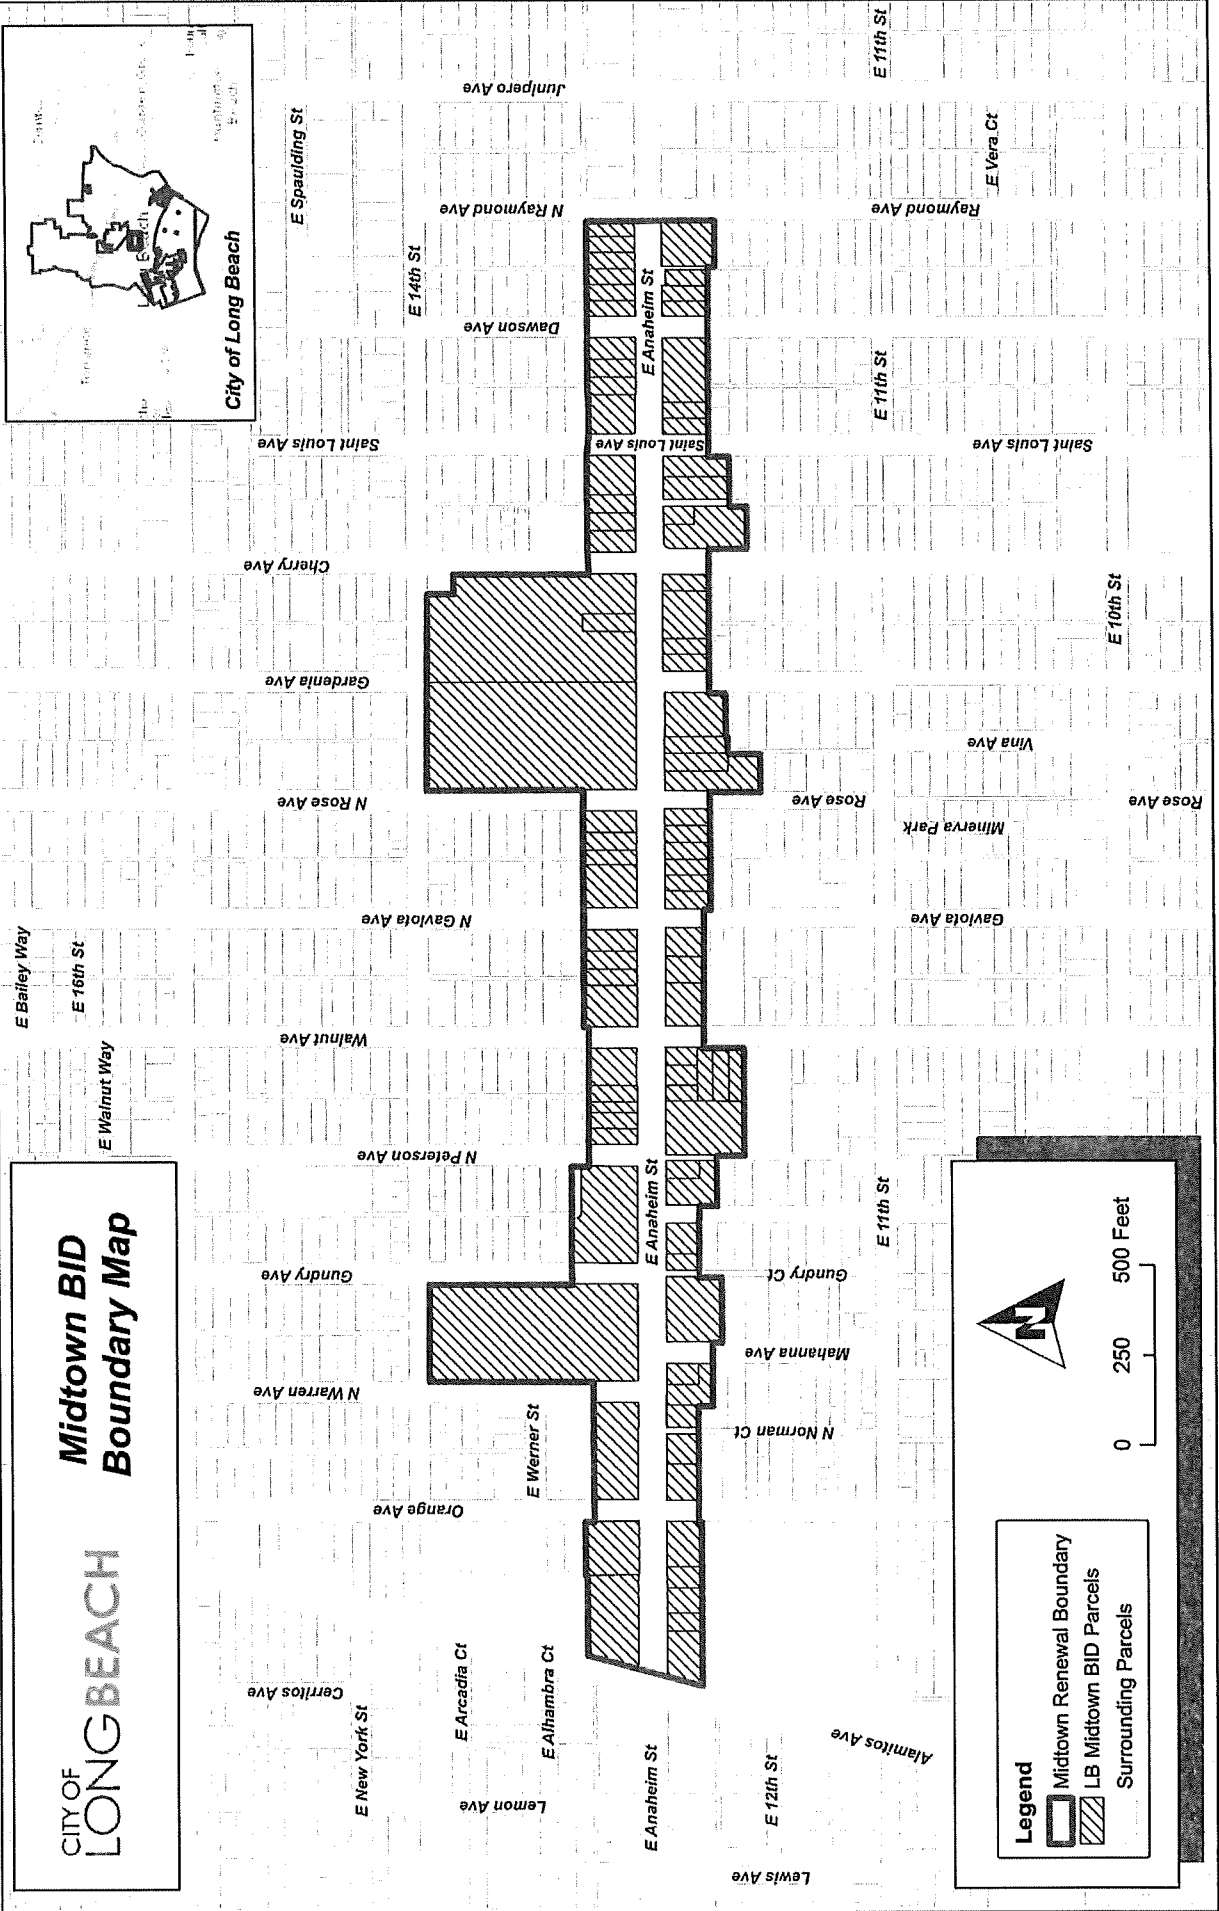 CITY OF
LONGBEACH
Midtown BID
Boundary Map
E Bailey Way
E 16th St
E Walnut Way
City of Long Beach
Beach
E Spaulding St
Cerritos Ave
N Warren Ave
Gundry Ave
Walnut Ave
N Rose Ave
Gardenia Ave
Cherry Ave
Saint Louis Ave
E New York St
Orange Ave
N Peterson Ave
N Gaviota Ave
E 14th St
E Arcadia Ct
Lemon Ave
E Alhambra Ct
E Werner St
Dawson Ave
N Raymond Ave
Junipero Ave
E Anaheim St
E Anaheim St
Saint Louis Ave
E Anaheim St
E 12th St
Lewis Ave
Alamitos Ave
N Norman Ct
Mahanna Ave
Gundry Ct
Rose Ave
E 11th St
E 11th St
E 11th St
Minerva Park
Gaviota Ave
Vina Ave
Saint Louis Ave
Raymond Ave
E Vera Ct
E 10th St
Rose Ave
Legend
Midtown Renewal Boundary
LB Midtown BID Parcels
Surrounding Parcels
N
0 250 500 Feet